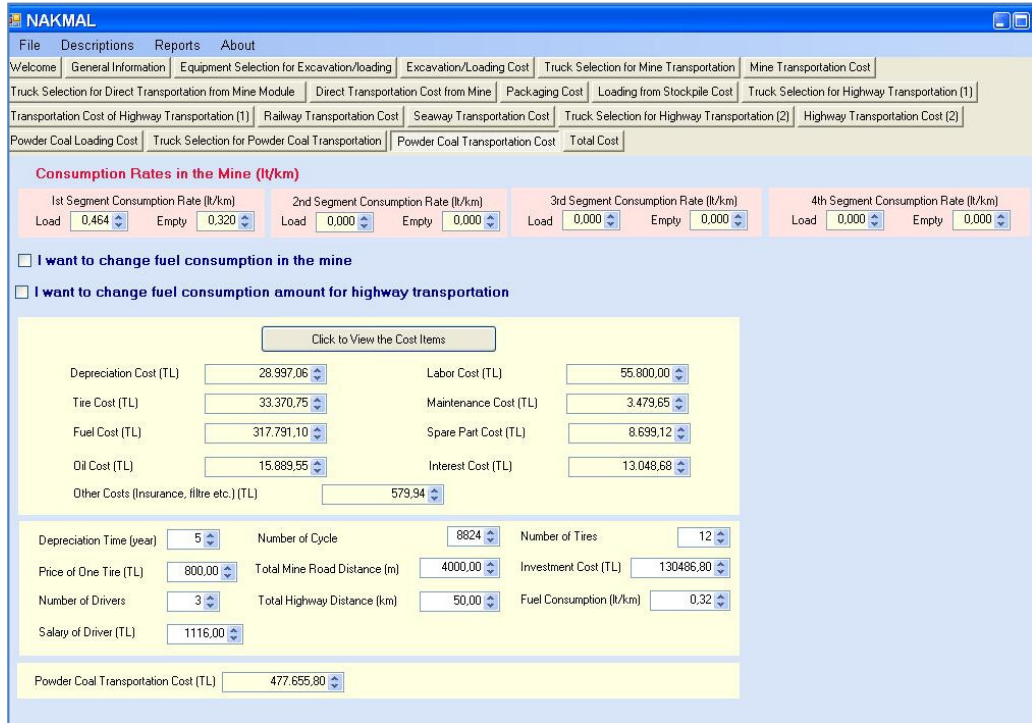 NAKMAL
File Descriptions Reports About
Welcome General Information Equipment Selection for Excavation/loading Excavation/Loading Cost Truck Selection for Mine Transportation Mine Transportation Cost
Truck Selection for Direct Transportation from Mine Module Direct Transportation Cost from Mine Packaging Cost Loading from Stockpile Cost Truck Selection for Highway Transportation (1)
Transportation Cost of Highway Transportation (1) Railway Transportation Cost Seaway Transportation Cost Truck Selection for Highway Transportation (2) Highway Transportation Cost (2)
Powder Coal Loading Cost Truck Selection for Powder Coal Transportation Powder Coal Transportation Cost Total Cost
Consumption Rates in the Mine (lt/km)
1st Segment Consumption Rate (lt/km) 2nd Segment Consumption Rate (lt/km) 3rd Segment Consumption Rate (lt/km) 4th Segment Consumption Rate (lt/km)
Load 0,464 Empty 0,320 Load 0,000 Empty 0,000 Load 0,000 Empty 0,000 Load 0,000 Empty 0,000
I want to change fuel consumption in the mine
I want to change fuel consumption amount for highway transportation
Click to View the Cost Items
Depreciation Cost (TL) 28.997,06 Labor Cost (TL) 55.800,00
Tire Cost (TL) 33.370,75 Maintenance Cost (TL) 3.479,65
Fuel Cost (TL) 317.791,10 Spare Part Cost (TL) 8.699,12
Oil Cost (TL) 15.889,55 Interest Cost (TL) 13.048,68
Other Costs (Insurance, filtre etc.) (TL) 579,94
Depreciation Time (year) 5 Number of Cycle 8824 Number of Tires 12
Price of One Tire (TL) 800,00 Total Mine Road Distance (m) 4000,00 Investment Cost (TL) 130486,80
Number of Drivers 3 Total Highway Distance (km) 50,00 Fuel Consumption (lt/km) 0,32
Salary of Driver (TL) 1116,00
Powder Coal Transportation Cost (TL) 477.655,80